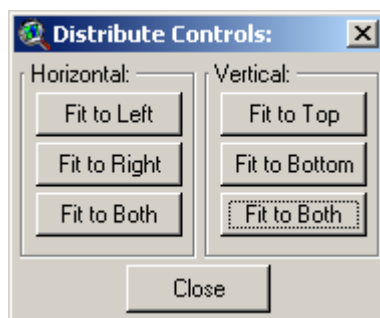 Distribute Controls:
Horizontal:
Fit to Left
Fit to Right
Fit to Both
Vertical:
Fit to Top
Fit to Bottom
Fit to Both
Close